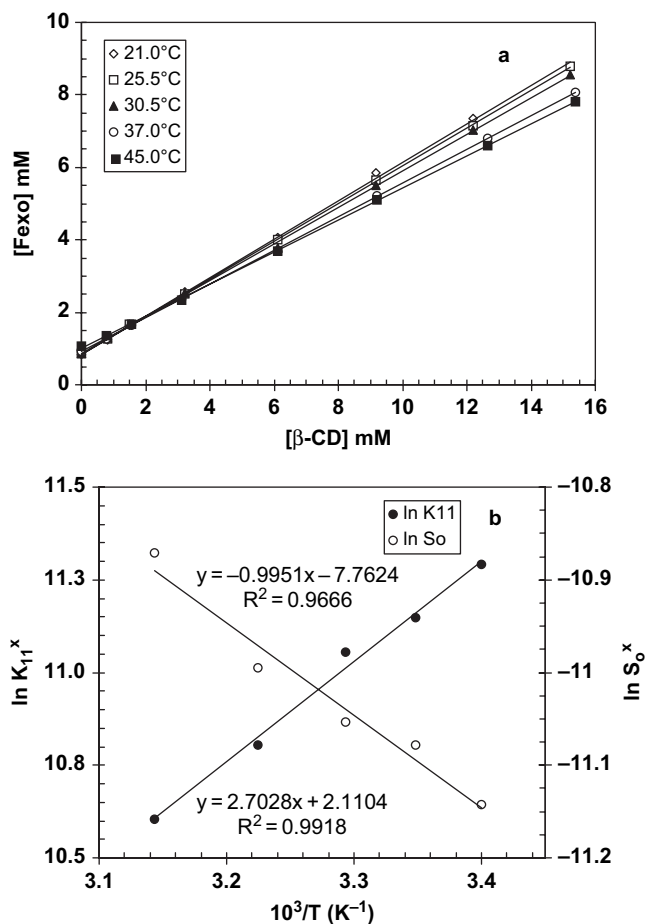 10
8
6
4
2
0
[Fexo] mM
21.0°C
25.5°C
30.5°C
37.0°C
45.0°C
a
0 2 4 6 8 10 12 14 16
[β-CD] mM
11.5
11.3
11.0
10.8
10.5
ln K₁₁ˣ
ln K11
ln So
b
y = –0.9951x – 7.7624
R² = 0.9666
y = 2.7028x + 2.1104
R² = 0.9918
–10.8
–10.9
–11
–11.1
–11.2
ln Sₒˣ
3.1 3.2 3.3 3.4
10³/T (K⁻¹)